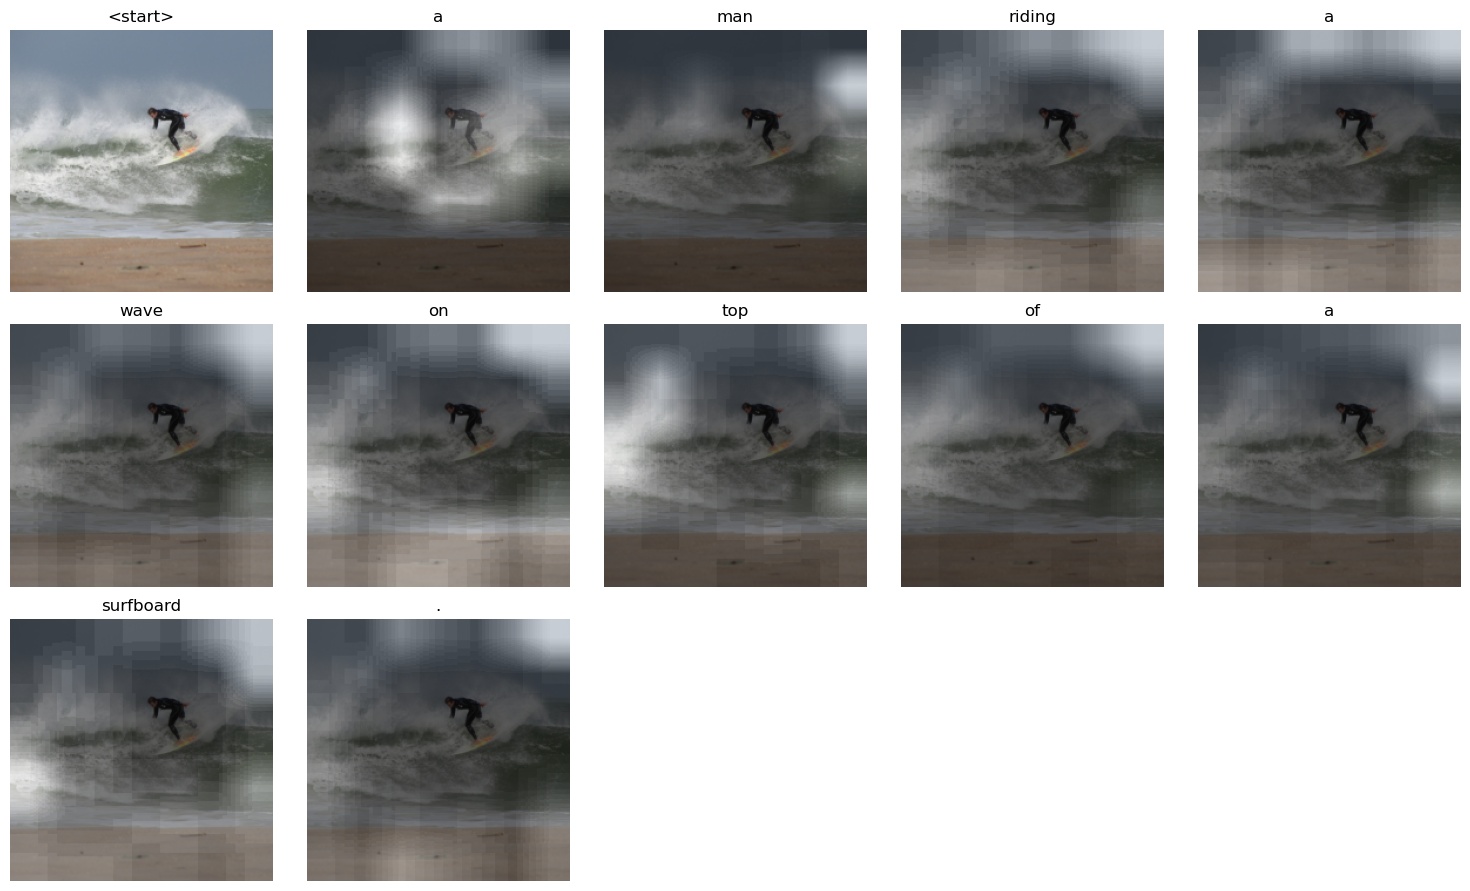 <start> a man riding a
wave on top of a
surfboard .